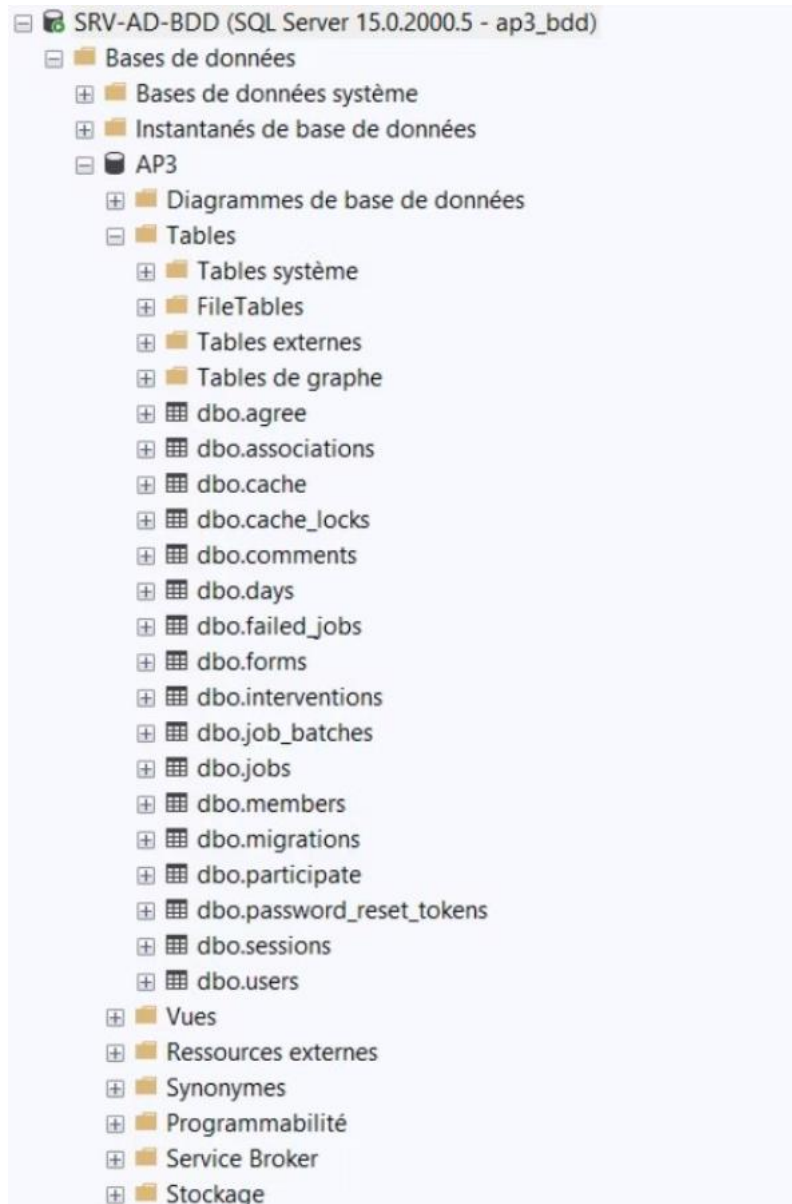 SRV-AD-BDD (SQL Server 15.0.2000.5 - ap3_bdd)
Bases de données
Bases de données système
Instantanés de base de données
AP3
Diagrammes de base de données
Tables
Tables système
FileTables
Tables externes
Tables de graphe
dbo.agree
dbo.associations
dbo.cache
dbo.cache_locks
dbo.comments
dbo.days
dbo.failed_jobs
dbo.forms
dbo.interventions
dbo.job_batches
dbo.jobs
dbo.members
dbo.migrations
dbo.participate
dbo.password_reset_tokens
dbo.sessions
dbo.users
Vues
Ressources externes
Synonymes
Programmabilité
Service Broker
Stockage